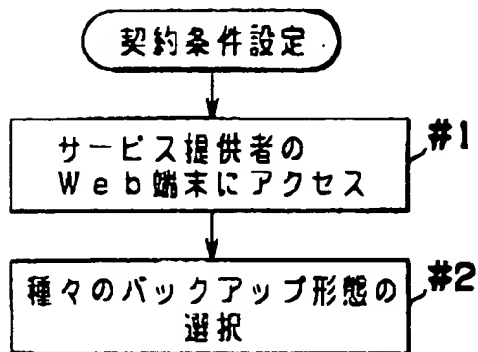 契約条件設定
#1
サービス提供者の
Web端末にアクセス
#2
種々のバックアップ形態の
選択